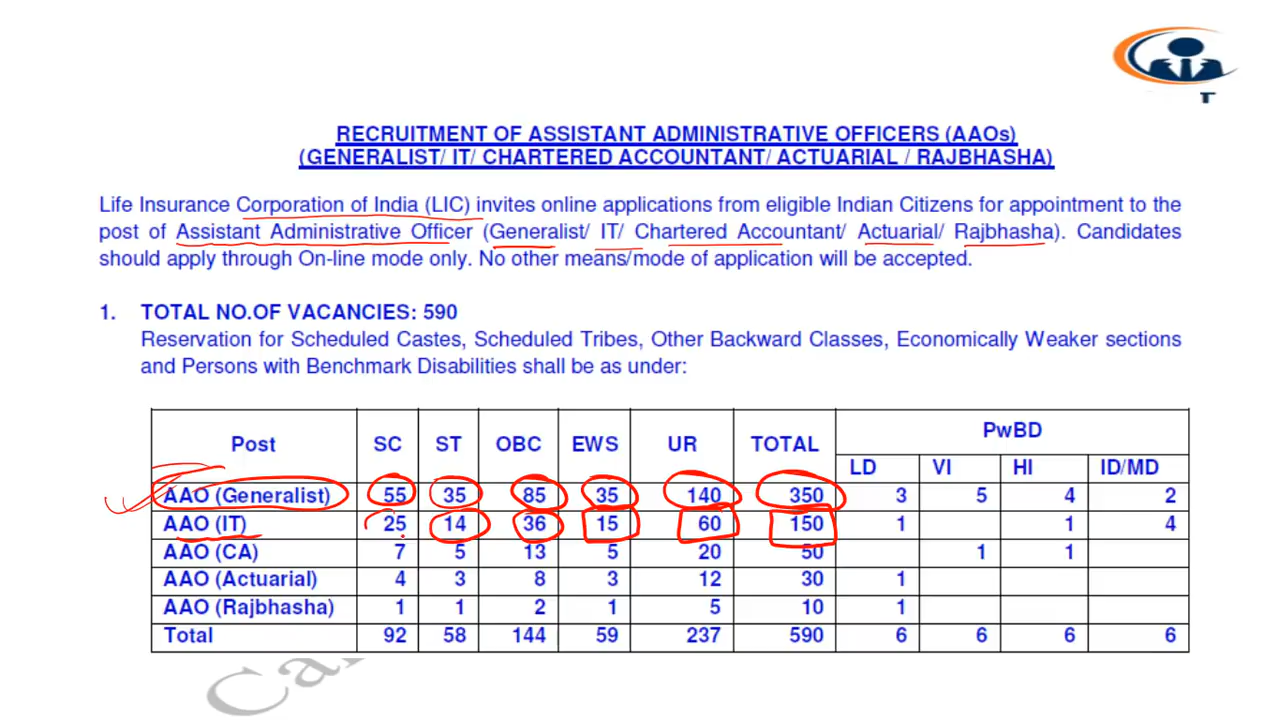 T
RECRUITMENT OF ASSISTANT ADMINISTRATIVE OFFICERS (AAOs)
(GENERALIST/ IT/ CHARTERED ACCOUNTANT/ ACTUARIAL / RAJBHASHA)
Life Insurance Corporation of India (LIC) invites online applications from eligible Indian Citizens for appointment to the
post of Assistant Administrative Officer (Generalist/ IT/ Chartered Accountant/ Actuarial/ Rajbhasha). Candidates
should apply through On-line mode only. No other means/mode of application will be accepted.
1. TOTAL NO.OF VACANCIES: 590
Reservation for Scheduled Castes, Scheduled Tribes, Other Backward Classes, Economically Weaker sections
and Persons with Benchmark Disabilities shall be as under:
Post SC ST OBC EWS UR TOTAL PwBD
LD VI HI ID/MD
AAO (Generalist) 55 35 85 35 140 350 3 5 4 2
AAO (IT) 25 14 36 15 60 150 1 1 4
AAO (CA) 7 5 13 5 20 50 1 1
AAO (Actuarial) 4 3 8 3 12 30 1
AAO (Rajbhasha) 1 1 2 1 5 10 1
Total 92 58 144 59 237 590 6 6 6 6
Ca